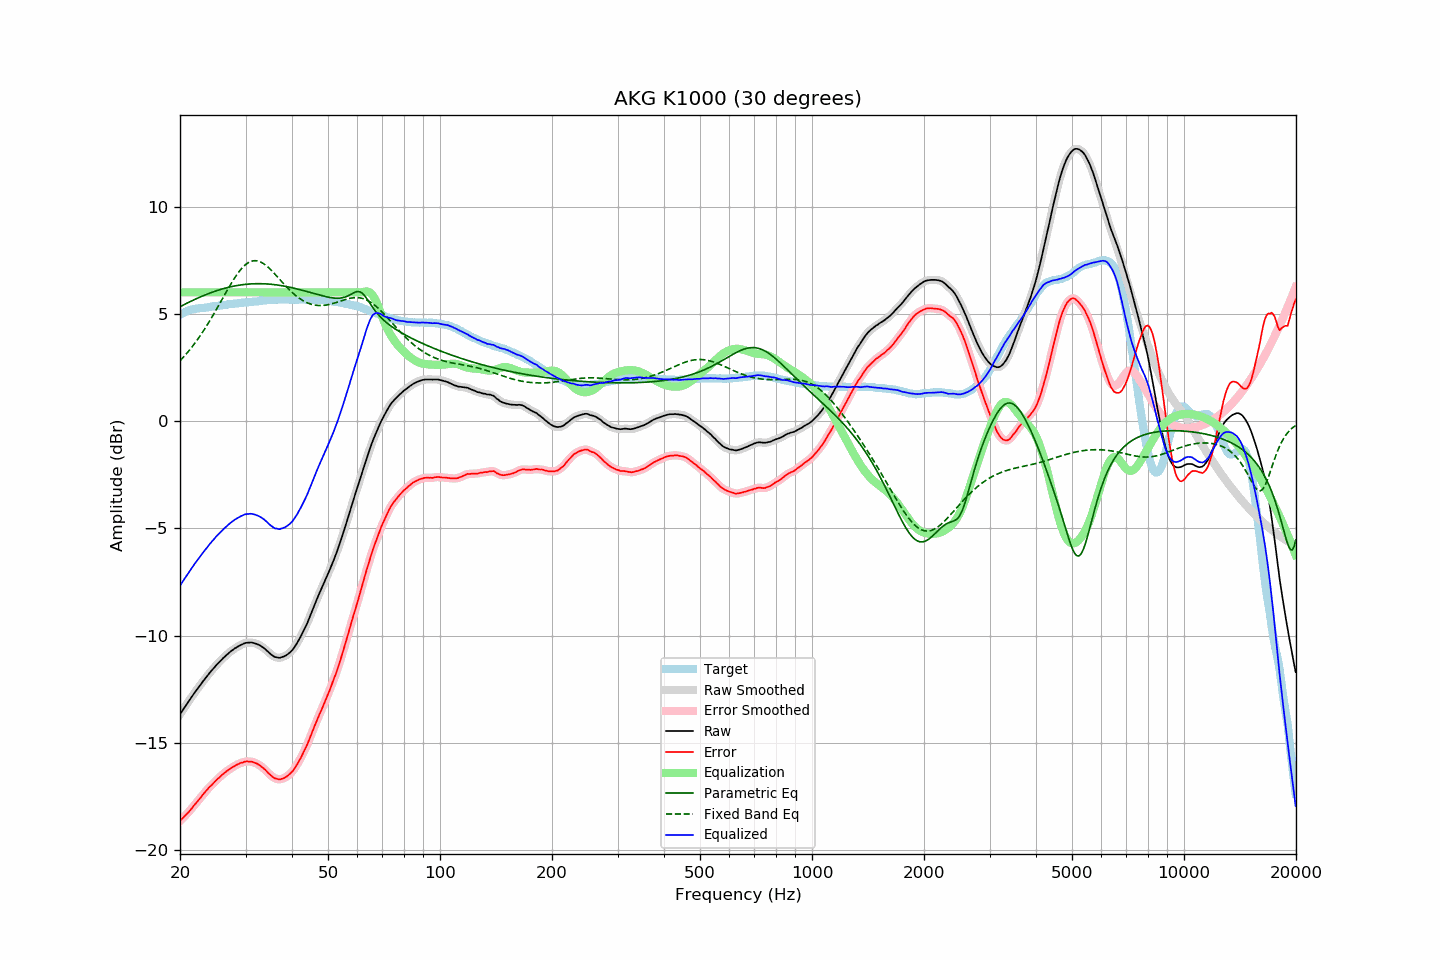 AKG K1000 (30 degrees)
Amplitude (dBr)
10
5
0
−5
−10
−15
−20
Target
Raw Smoothed
Error Smoothed
Raw
Error
Equalization
Parametric Eq
Fixed Band Eq
Equalized
20
50
100
200
500
1000
2000
5000
10000
20000
Frequency (Hz)